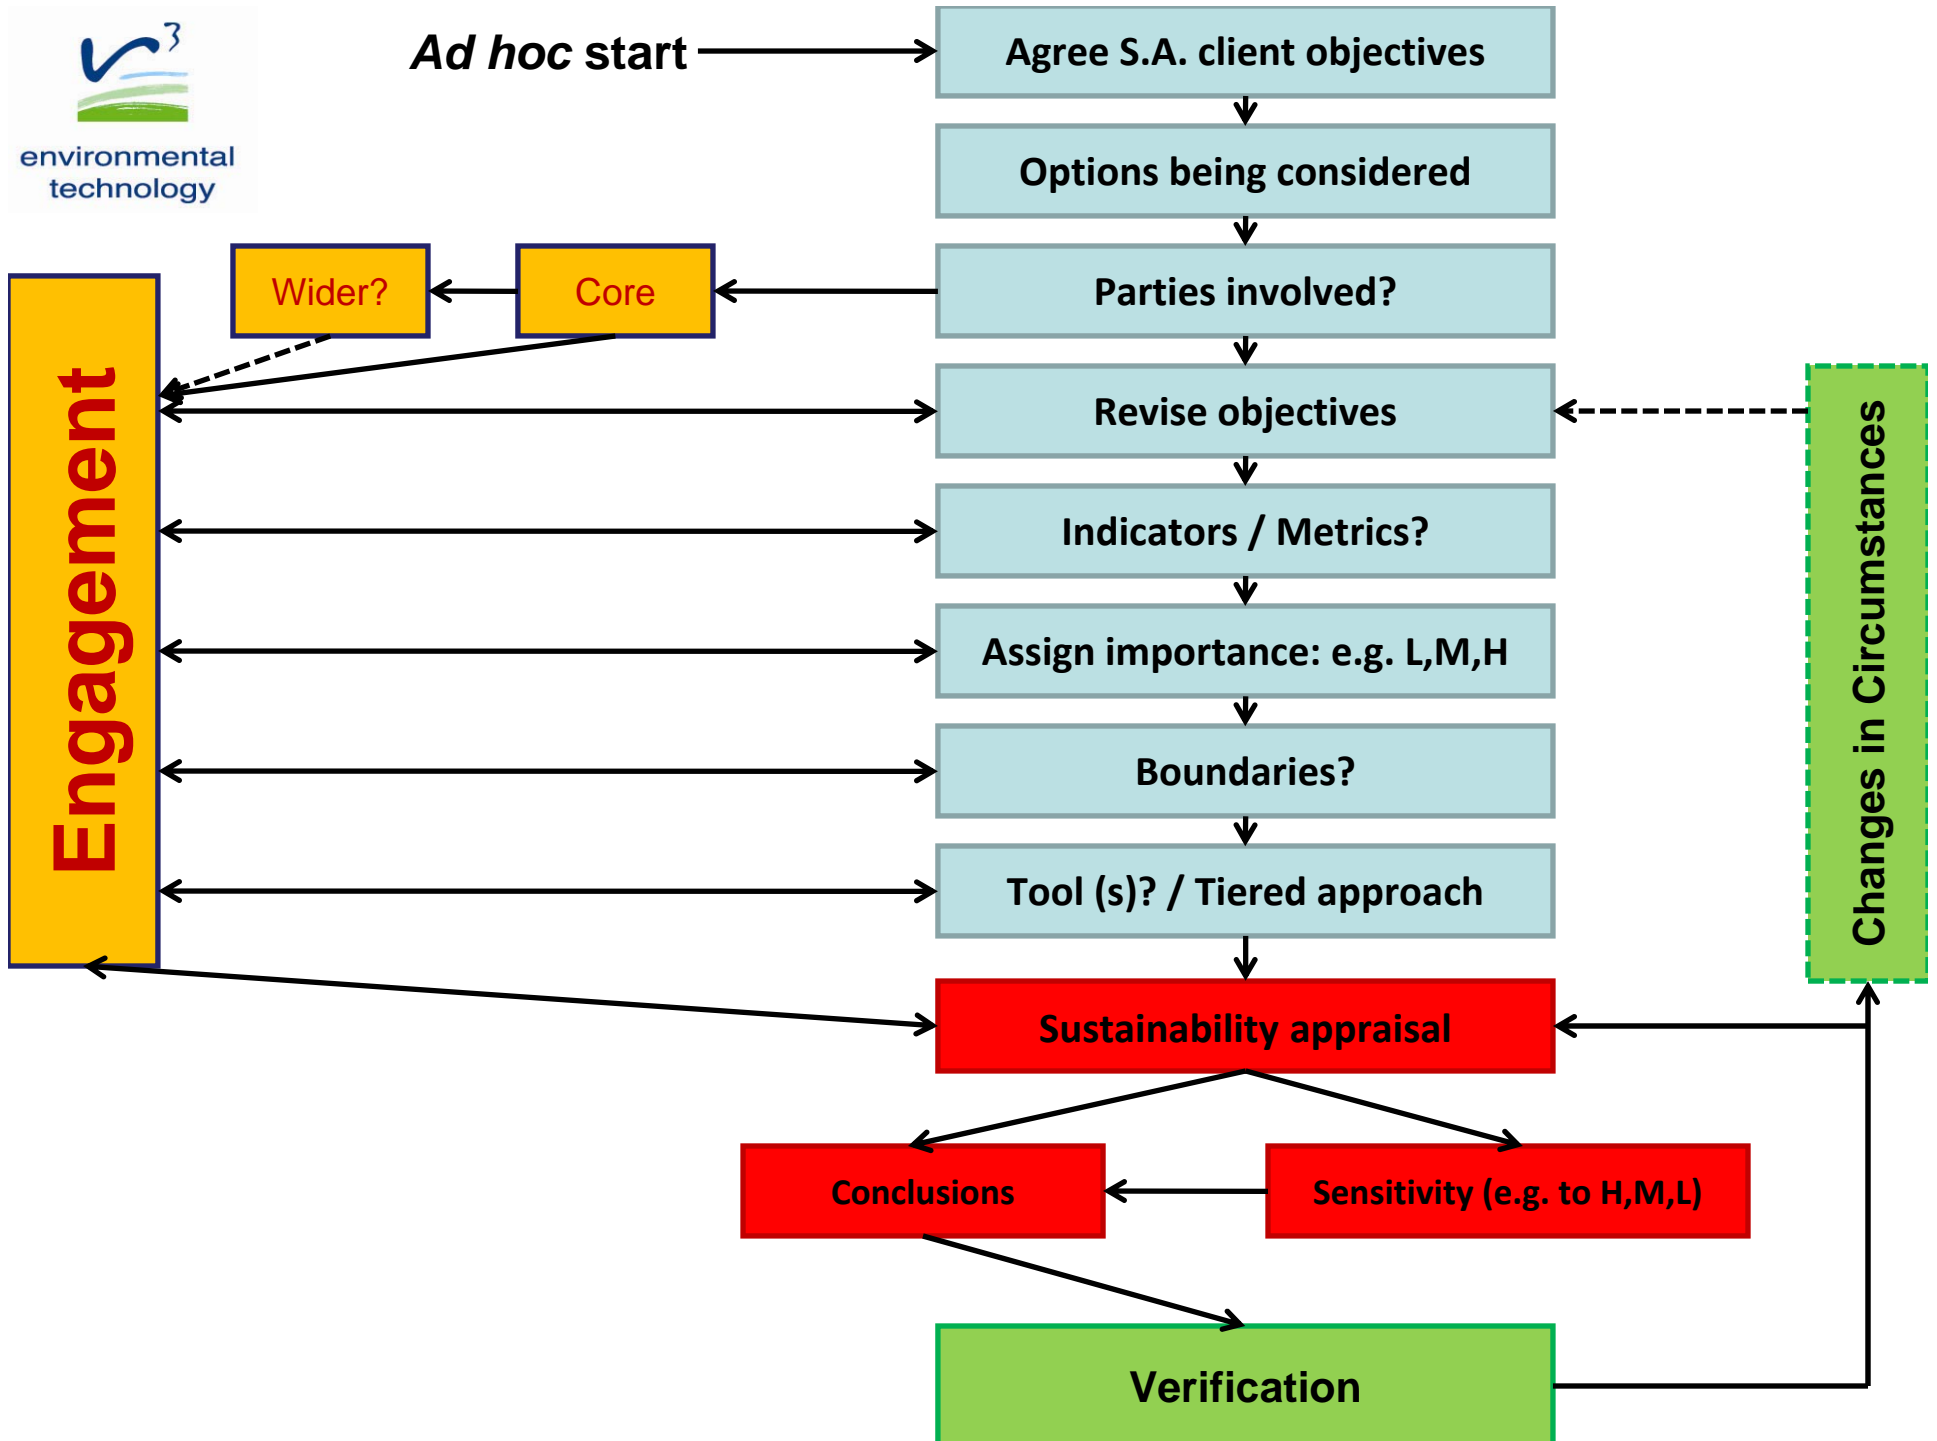 r3
environmental
technology
Ad hoc start
Agree S.A. client objectives
Options being considered
Wider?
Core
Parties involved?
Engagement
Revise objectives
Changes in Circumstances
Indicators / Metrics?
Assign importance: e.g. L,M,H
Boundaries?
Tool (s)? / Tiered approach
Sustainability appraisal
Conclusions
Sensitivity (e.g. to H,M,L)
Verification